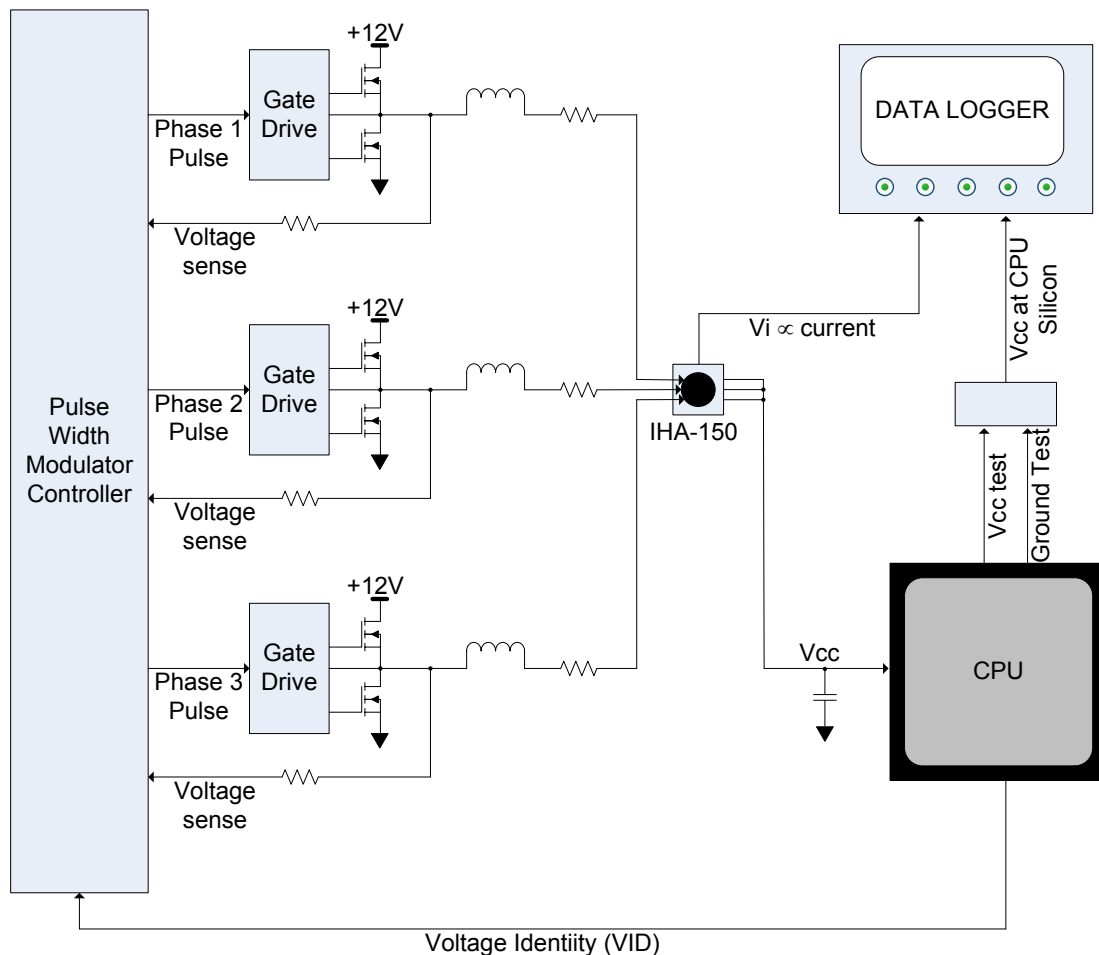 +12V
Gate
Drive
Phase 1
Pulse
Voltage
sense
DATA LOGGER
Vi ∝ current
Vcc at CPU
Silicon
+12V
Gate
Drive
Phase 2
Pulse
Voltage
sense
Pulse
Width
Modulator
Controller
IHA-150
Vcc test
Ground Test
+12V
Gate
Drive
Phase 3
Pulse
Voltage
sense
Vcc
CPU
Voltage Identiity (VID)